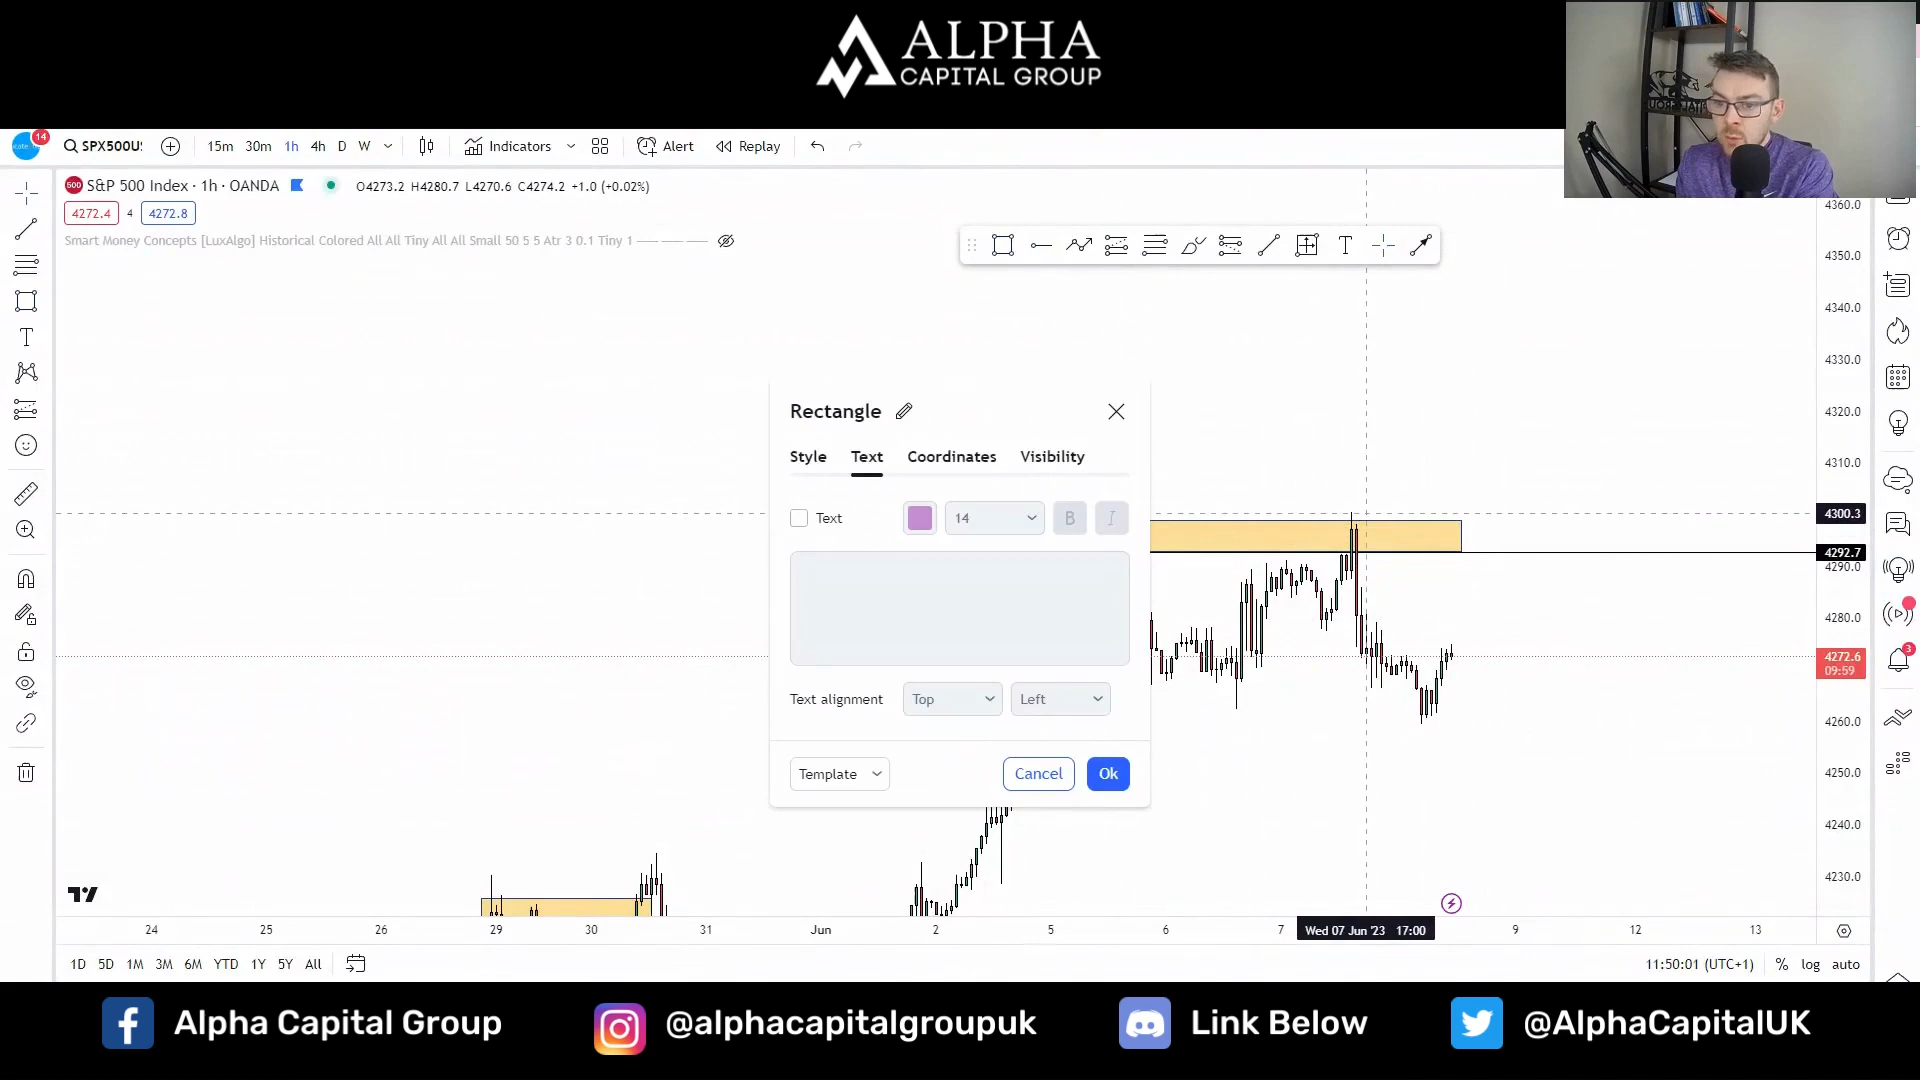 ALPHA
CAPITAL GROUP
14
SPX500U
15m 30m 1h 4h D W
Indicators
Alert
Replay
500 S&P 500 Index · 1h · OANDA
O4273.2 H4280.7 L4270.6 C4274.2 +1.0 (+0.02%)
4272.4 4 4272.8
Smart Money Concepts [LuxAlgo] Historical Colored All All Tiny All All Small 50 5 5 Atr 3 0.1 Tiny 1
T
T
4360.0
4350.0
4340.0
4330.0
4320.0
4310.0
4300.3
4292.7
4290.0
4280.0
4272.6
09:59
4260.0
4250.0
4240.0
4230.0
3
Rectangle
Style Text Coordinates Visibility
Text 14 B I
Text alignment Top Left
Template Cancel Ok
24 25 26 29 30 31 Jun 2 5 6 7 Wed 07 Jun '23 17:00 9 12 13
1D 5D 1M 3M 6M YTD 1Y 5Y All
11:50:01 (UTC+1) % log auto
Alpha Capital Group
@alphacapitalgroupuk
Link Below
@AlphaCapitalUK